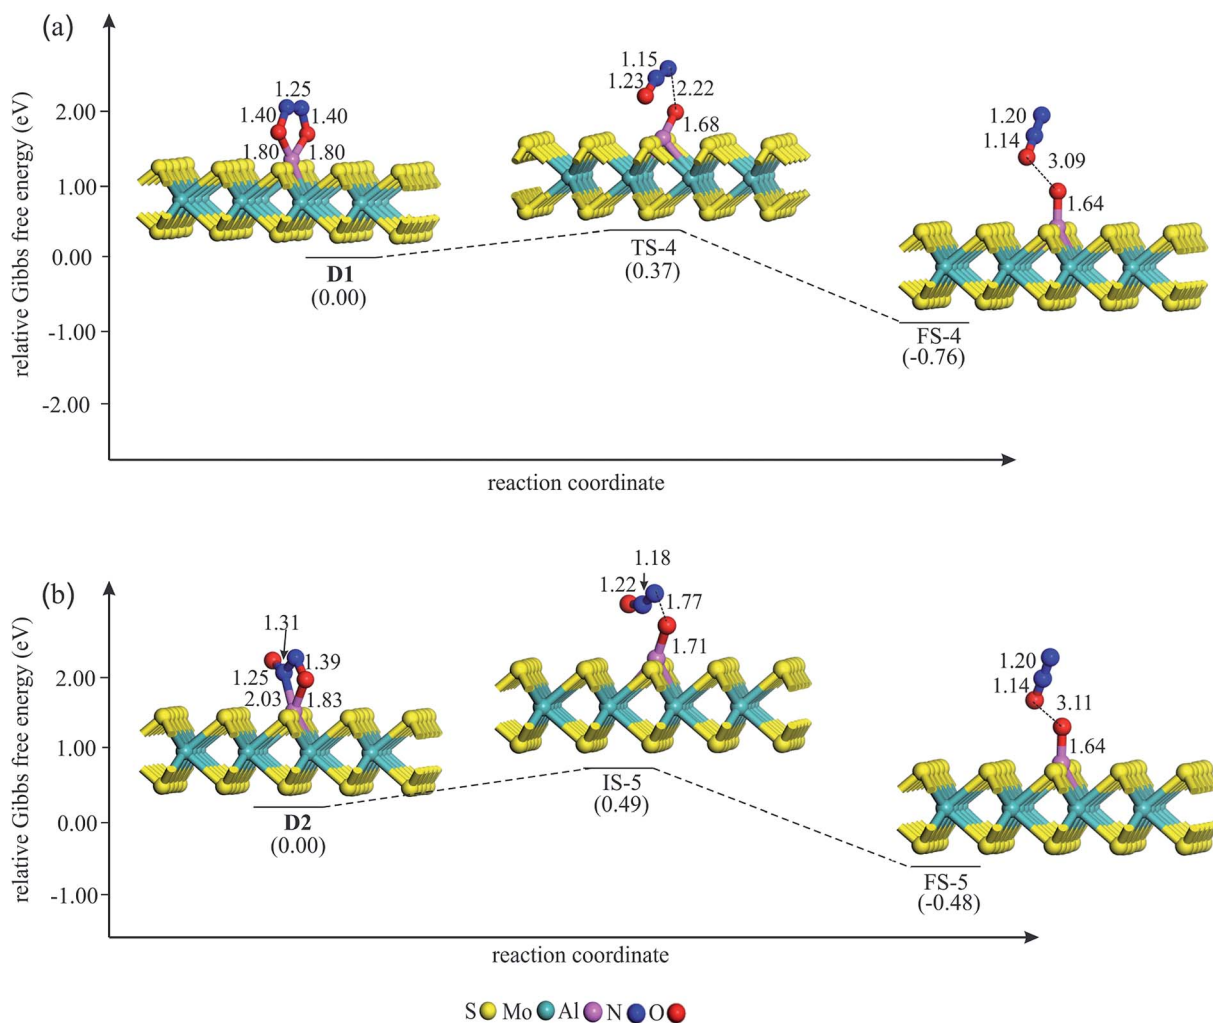 (a)
relative Gibbs free energy (eV)
2.00
1.00
0.00
-1.00
-2.00
1.25
1.40 1.40
1.80 1.80
D1
(0.00)
1.15
1.23
2.22
1.68
TS-4
(0.37)
1.20
1.14
3.09
1.64
FS-4
(-0.76)
reaction coordinate
(b)
relative Gibbs free energy (eV)
2.00
1.00
0.00
-1.00
1.31
1.25 1.39
2.03 1.83
D2
(0.00)
1.18
1.22
1.77
1.71
IS-5
(0.49)
1.20
1.14
3.11
1.64
FS-5
(-0.48)
reaction coordinate
S Mo Al N O